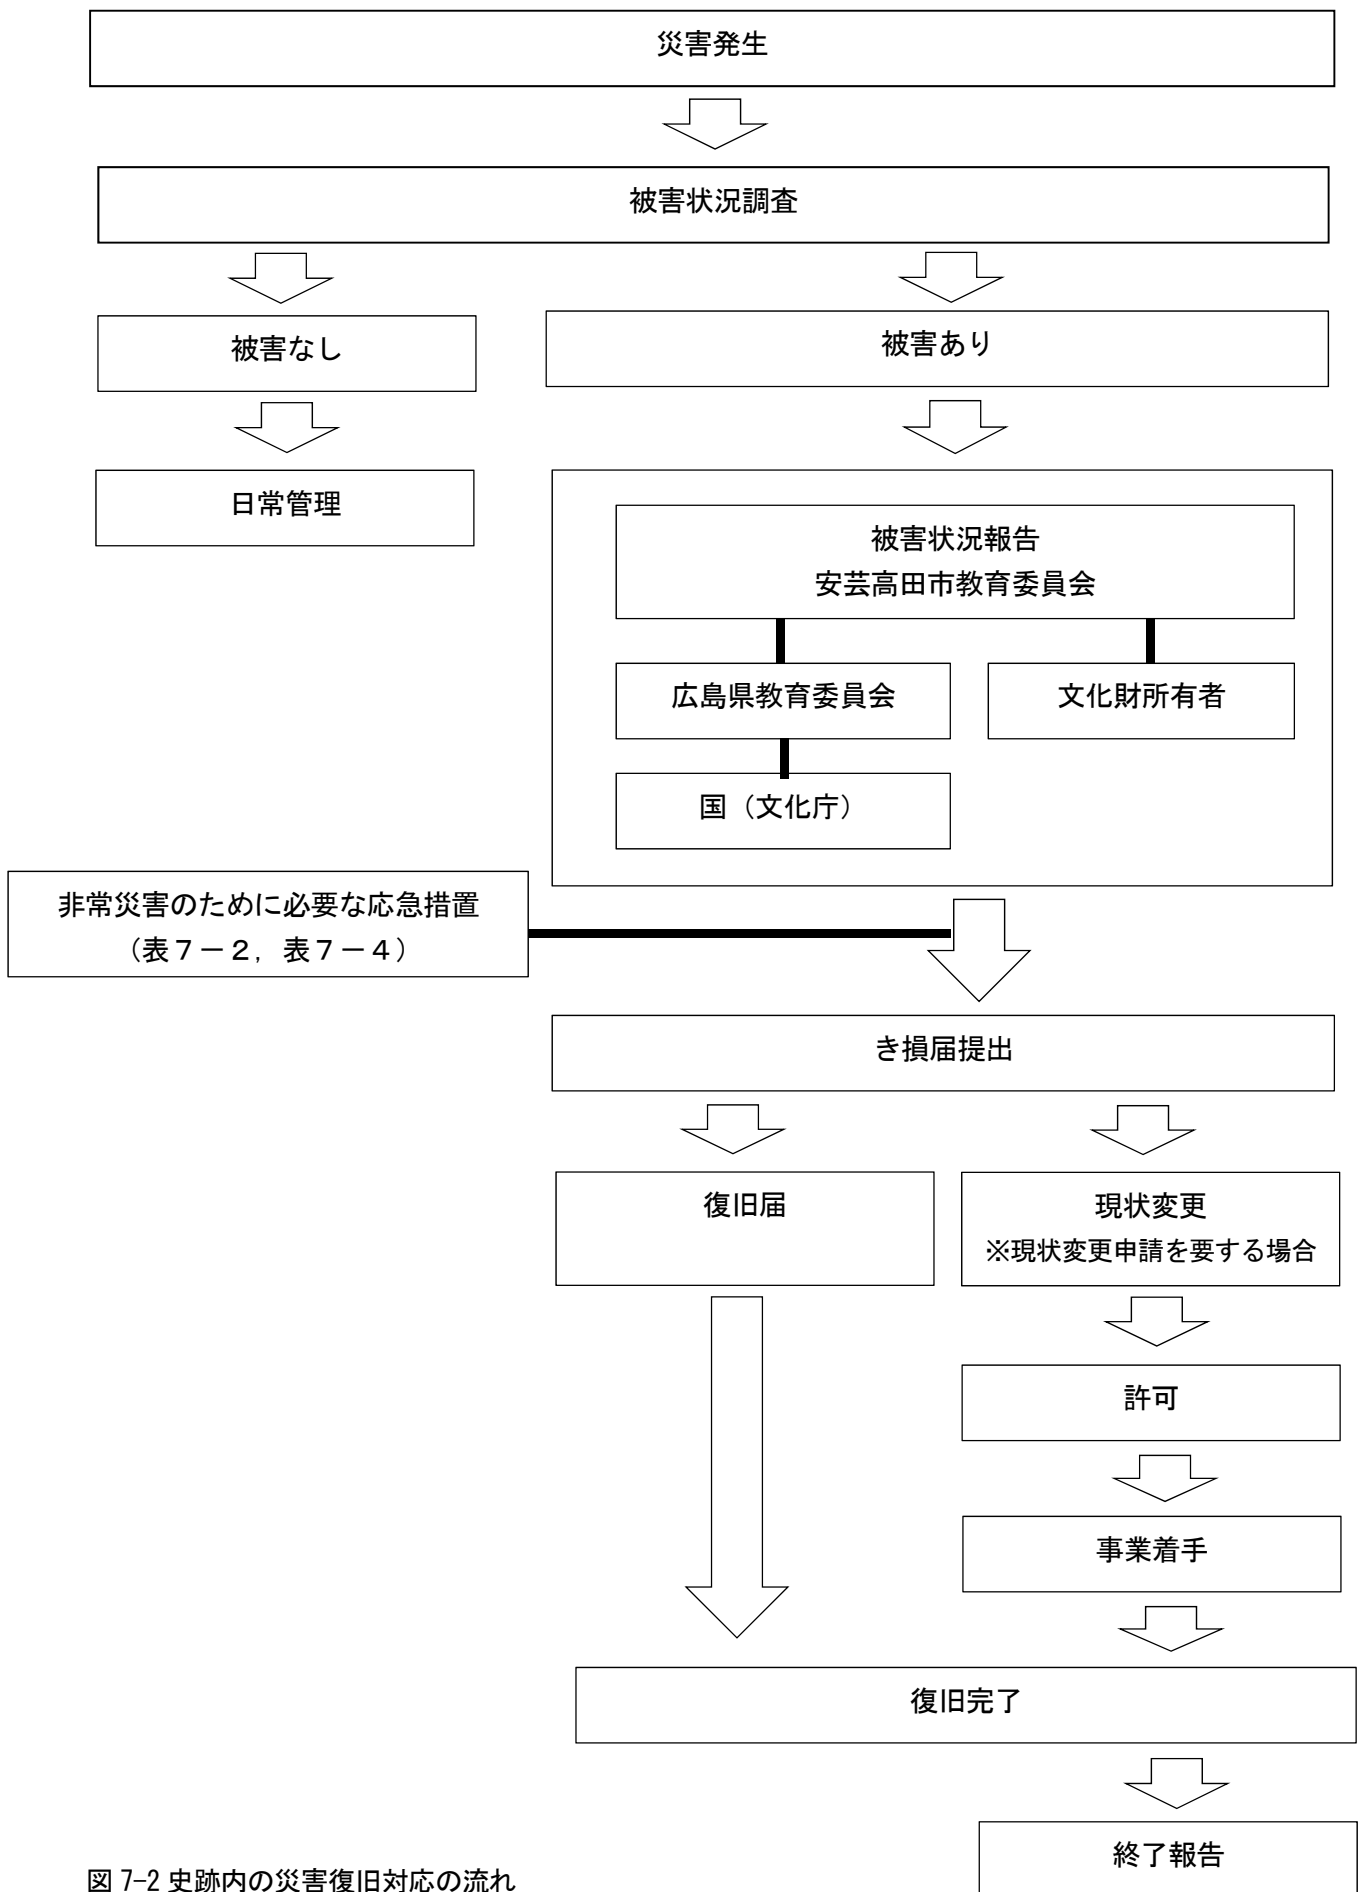 災害発生
被害状況調査
被害なし
被害あり
日常管理
被害状況報告
安芸高田市教育委員会
広島県教育委員会
文化財所有者
国（文化庁）
非常災害のために必要な応急措置
（表７－２，表７－４）
き損届提出
復旧届
現状変更
※現状変更申請を要する場合
許可
事業着手
復旧完了
終了報告
図 7-2 史跡内の災害復旧対応の流れ